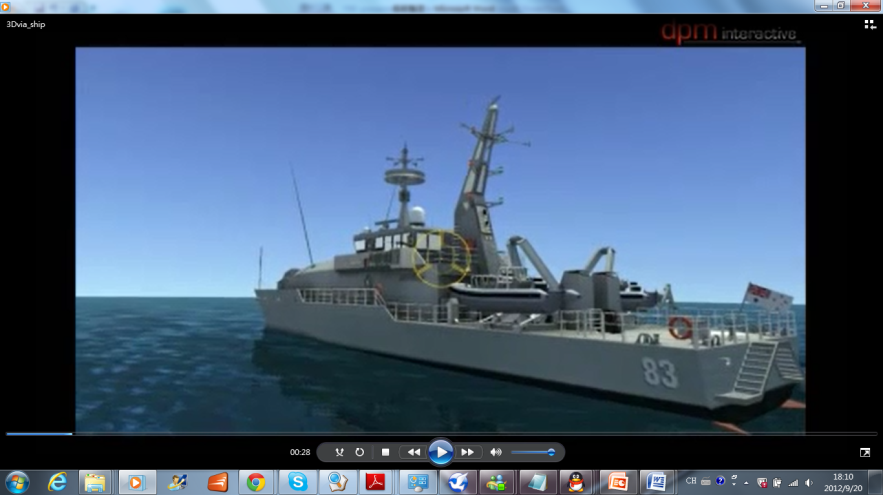 3Dvia_ship
dpm interactive
83
00:28
CH
18:10
2012/9/20